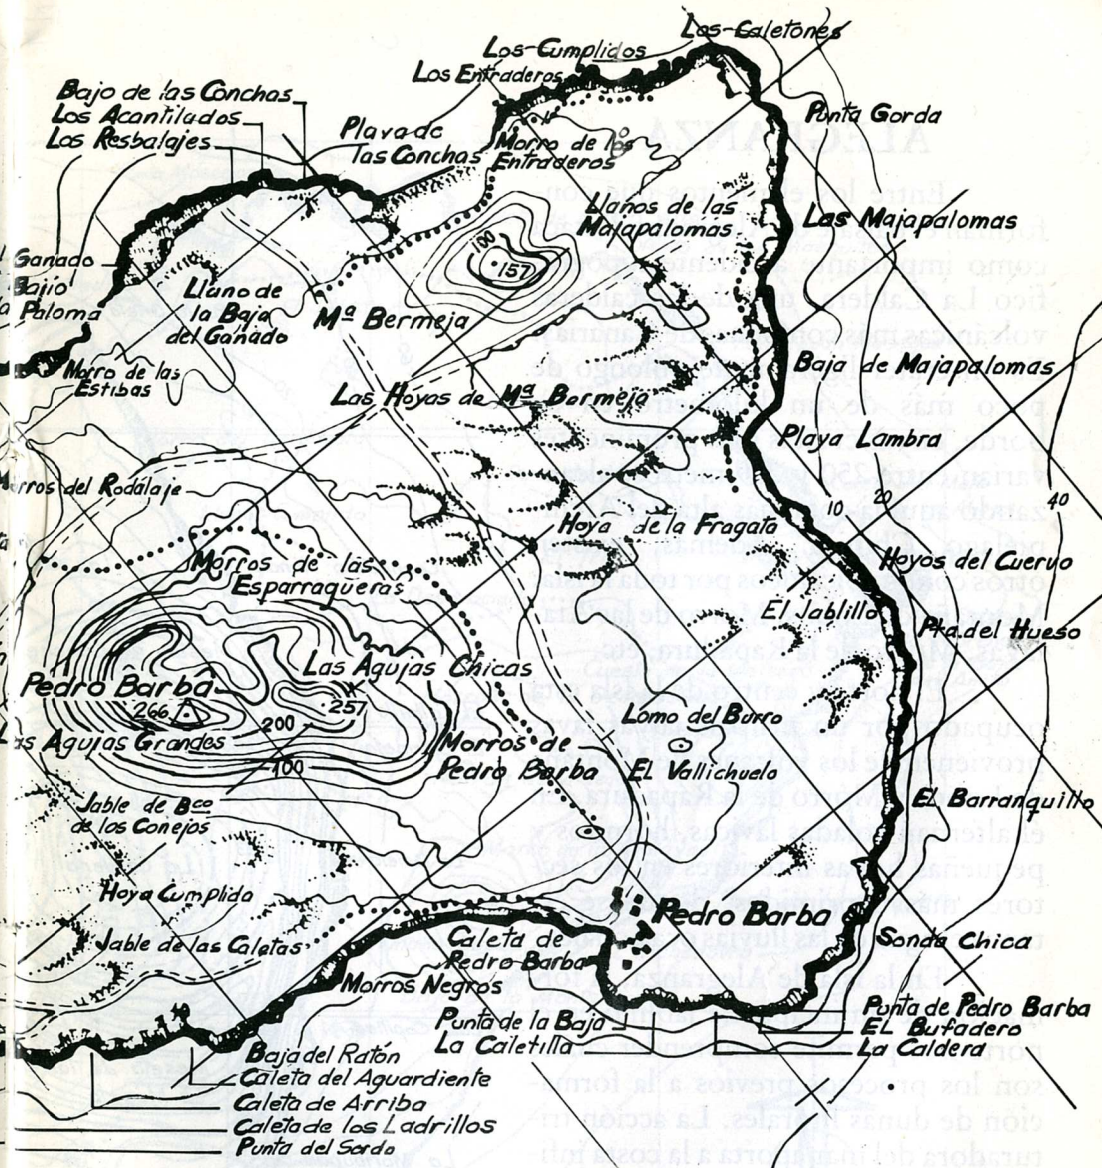 Los-Caletones
Los-Cumplidos
Los Entraderos
Bajo de las Conchas
Los Acantilados
Los Resbalajes
Playa de
las Conchas
Morro de los
Entraderos
Punta Gorda
Llanos de las
Majapalomas
Las Majapalomas
100
157
Ganado
Bajio
Paloma
Llano de
la Baja
del Ganado
Mª Bermeja
Morro de las
Estibas
Las Hoyas de Mª Bermeja
Baja de Majapalomas
Playa Lambra
Morros del Rodalaje
10
20
40
Hoya de la Fragata
Morros de las
Esparragueras
Hoyos del Cuervo
El Jablillo
Pta. del Hueso
Las Agujas Chicas
Pedro Barba
266
257
200
100
Las Agujas Grandes
Lomo del Burro
Morros de
Pedro Barba
El Vallichuelo
Jable de Bco
de los Conejos
El Barranquillo
Hoya Cumplida
Pedro Barba
Jable de las Caletas
Caleta de
Pedro Barba
Sonda Chica
Morros Negros
Punta de la Baja
La Caletilla
Punta de Pedro Barba
El Bufadero
La Caldera
Baja del Ratón
Caleta del Aguardiente
Caleta de Arriba
Caleta de los Ladrillos
Punta del Sordo